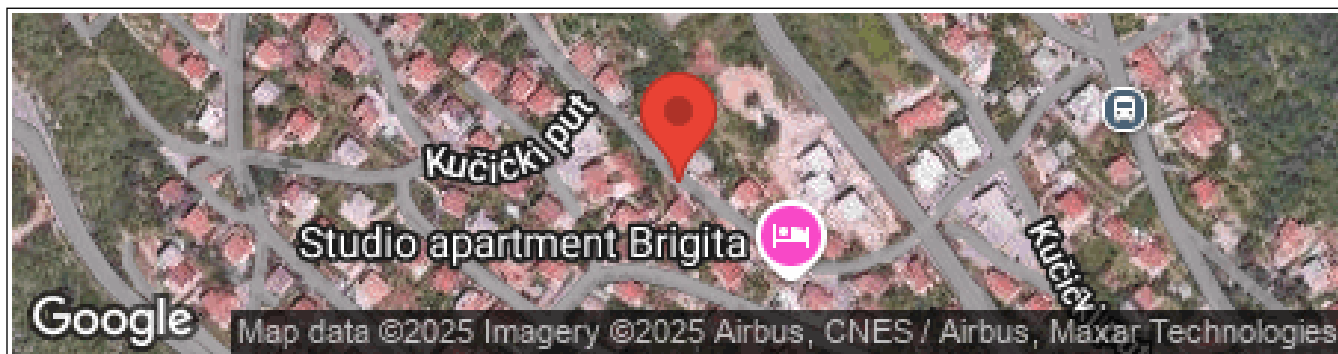 Kučićki put
Studio apartment Brigita
Google
Map data ©2025 Imagery ©2025 Airbus, CNES / Airbus, Maxar Technologies